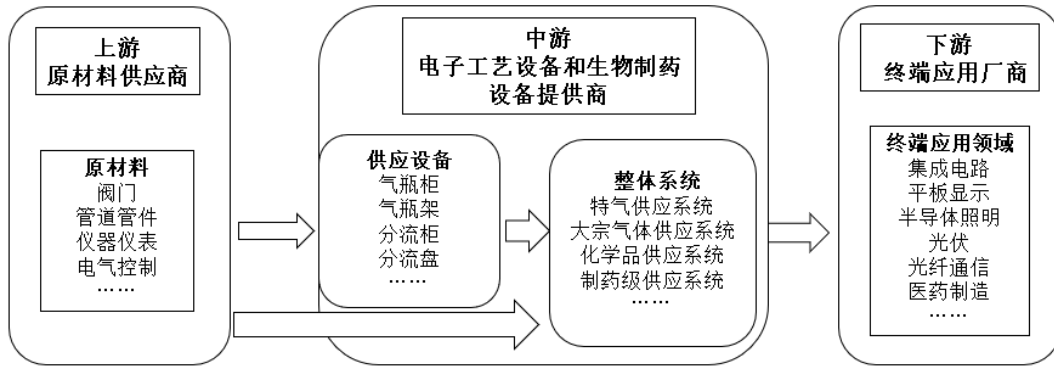 上游
原材料供应商
原材料
阀门
管道管件
仪器仪表
电气控制
……
中游
电子工艺设备和生物制药
设备提供商
供应设备
气瓶柜
气瓶架
分流柜
分流盘
……
整体系统
特气供应系统
大宗气体供应系统
化学品供应系统
制药级供应系统
……
下游
终端应用厂商
终端应用领域
集成电路
平板显示
半导体照明
光伏
光纤通信
医药制造
……